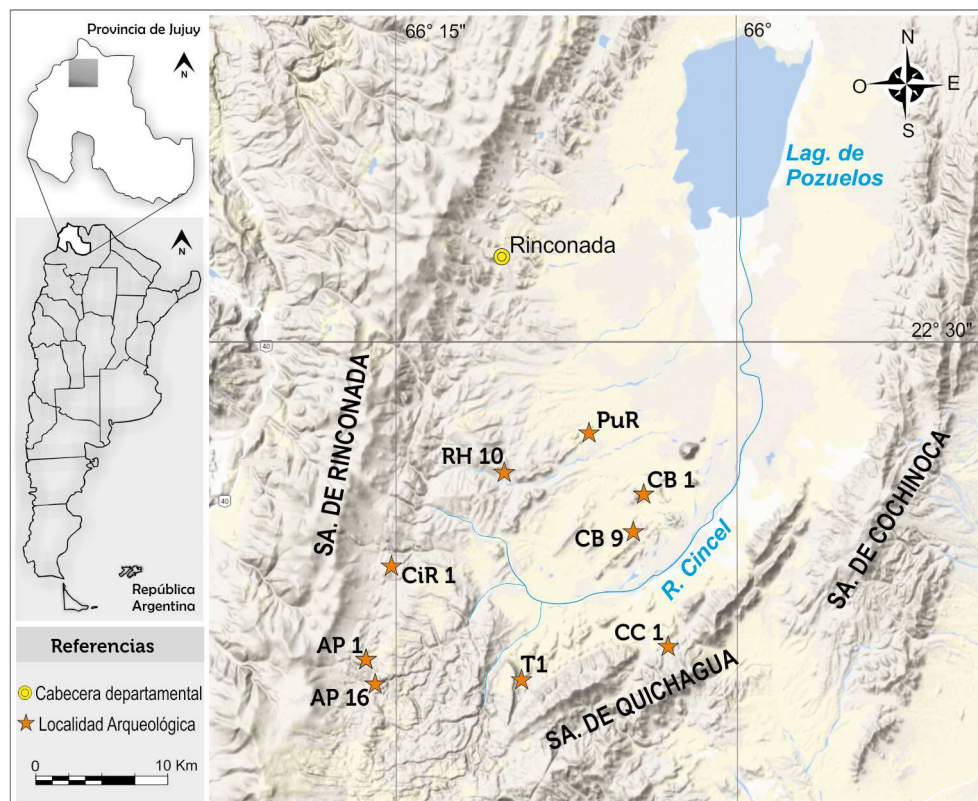 Provincia de Jujuy
N
N
República
Argentina
Referencias
Cabecera departamental
Localidad Arqueológica
0
10 Km
66° 15"
66°
N
O
E
S
Lag. de
Pozuelos
Rinconada
22° 30"
40
SA. DE RINCONADA
PuR
RH 10
CB 1
40
CB 9
SA. DE COCHINOCA
R. Cincel
CiR 1
CC 1
AP 1
T1
AP 16
SA. DE QUICHAGUA